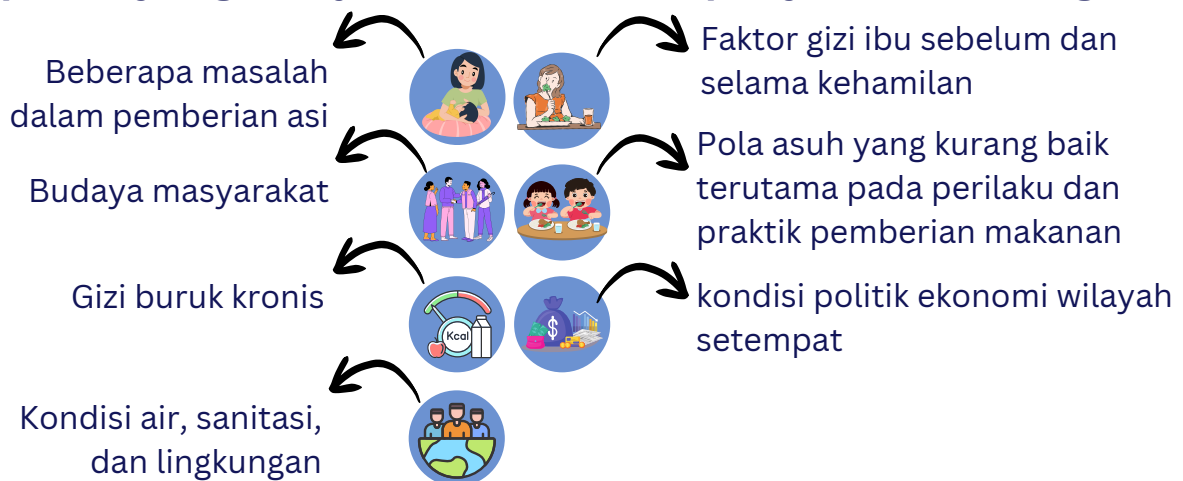 Beberapa masalah
dalam pemberian asi
Budaya masyarakat
Gizi buruk kronis
Kondisi air, sanitasi,
dan lingkungan
Faktor gizi ibu sebelum dan
selama kehamilan
Pola asuh yang kurang baik
terutama pada perilaku dan
praktik pemberian makanan
kondisi politik ekonomi wilayah
setempat
Kcal
$